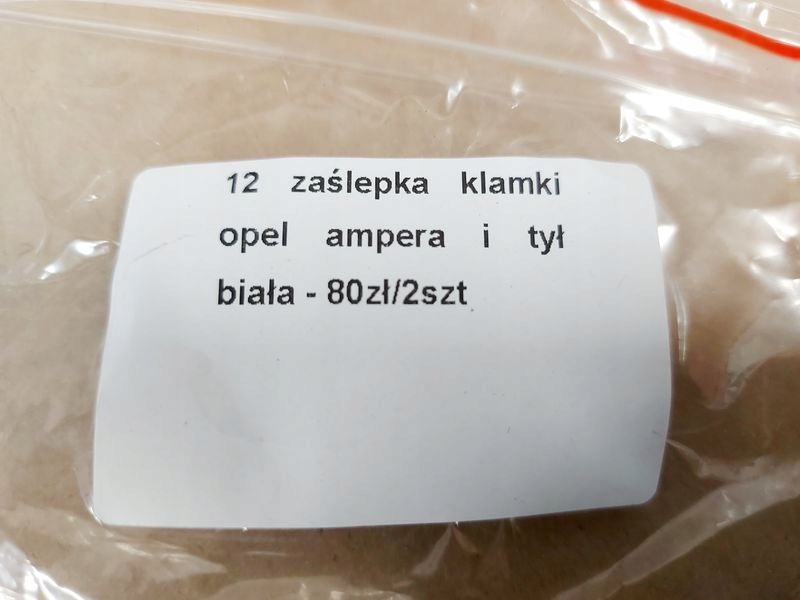 12 zaślepka klamki
opel ampera i tył
biała - 80zł/2szt